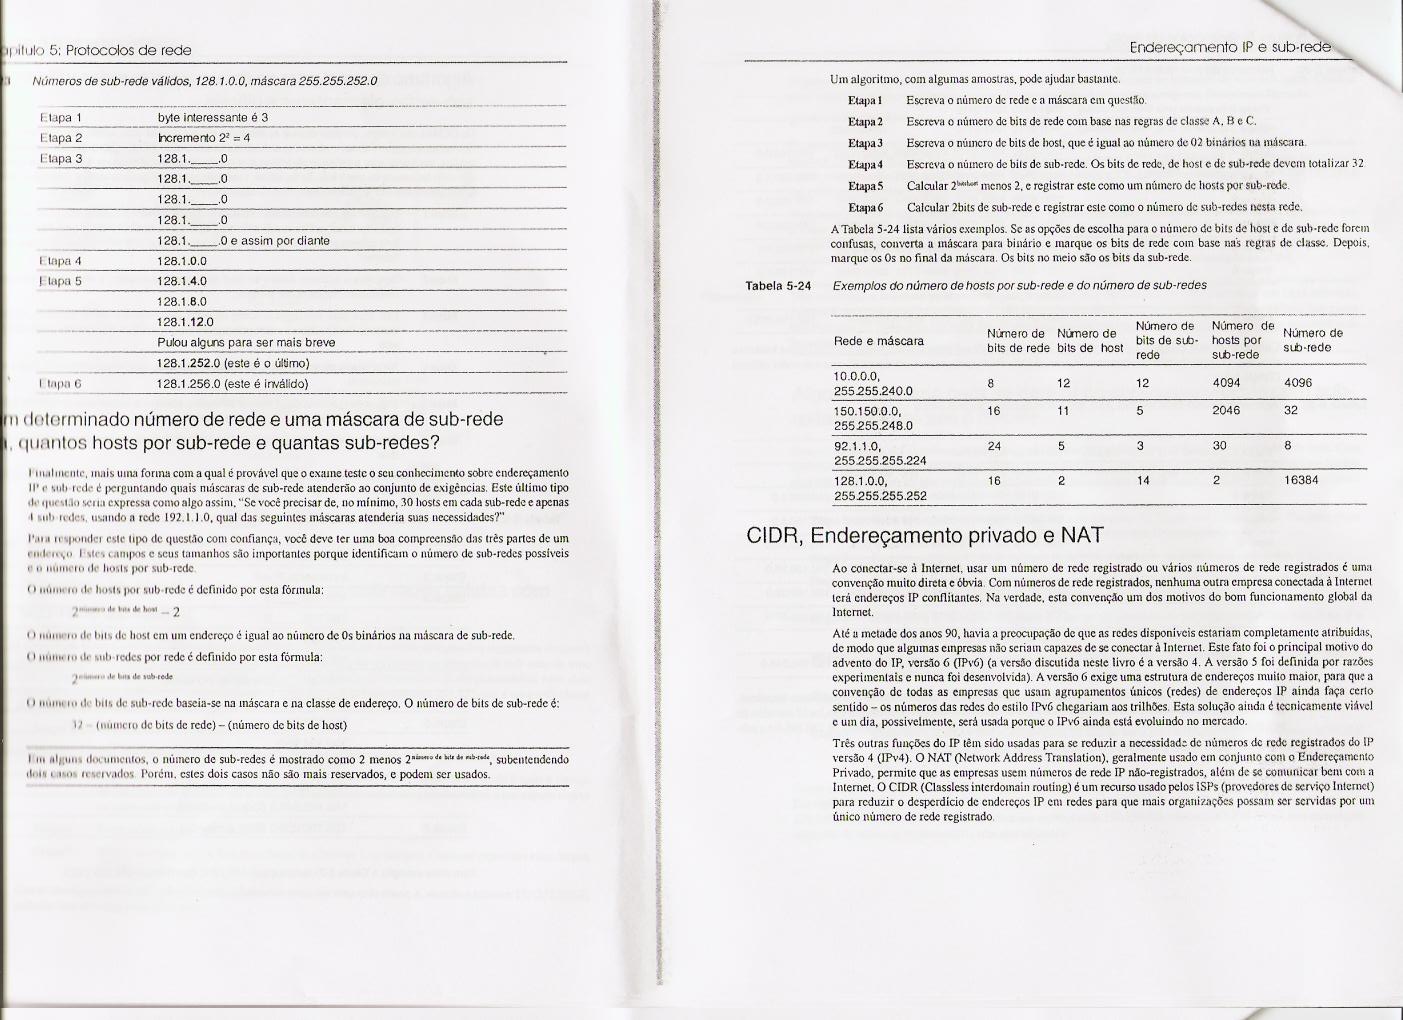 5: Protocolos de rede
Números de sub-rede válidos, 128.1.0.0, máscara 255.255.252.0
Etapa 1 byte interessante é 3
Etapa 2 Incremento 2² = 4
Etapa 3 128.1.____.0
128.1.____.0
128.1.____.0
128.1.____.0
128.1.____.0 e assim por diante
Etapa 4 128.1.0.0
Etapa 5 128.1.4.0
128.1.8.0
128.1.12.0
Pulou alguns para ser mais breve
128.1.252.0 (este é o último)
Etapa 6 128.1.256.0 (este é inválido)
determinado número de rede e uma máscara de sub-rede
quantos hosts por sub-rede e quantas sub-redes?
Finalmente, mais uma forma com a qual é provável que o exame teste o seu conhecimento sobre endereçamento
IP e sub-rede é perguntando quais máscaras de sub-rede atenderão ao conjunto de exigências. Este último tipo
de questão seria expressa como algo assim, "Se você precisar de, no mínimo, 30 hosts em cada sub-rede e apenas
4 sub-redes, usando a rede 192.1.1.0, qual das seguintes máscaras atenderia suas necessidades?"
Para responder este tipo de questão com confiança, você deve ter uma boa compreensão das três partes de um
endereço. Estes campos e seus tamanhos são importantes porque identificam o número de sub-redes possíveis
e o número de hosts por sub-rede.
O número de hosts por sub-rede é definido por esta fórmula:
2número de bits de host – 2
O número de bits de host em um endereço é igual ao número de 0s binários na máscara de sub-rede.
O número de sub-redes por rede é definido por esta fórmula:
2número de bits de sub-rede
O número de bits de sub-rede baseia-se na máscara e na classe de endereço. O número de bits de sub-rede é:
32 – (número de bits de rede) – (número de bits de host)
Em alguns documentos, o número de sub-redes é mostrado como 2 menos 2número de bits de sub-rede, subentendendo
dois casos reservados. Porém, estes dois casos não são mais reservados, e podem ser usados.
Endereçamento IP e sub-rede
Um algoritmo, com algumas amostras, pode ajudar bastante.
Etapa 1 Escreva o número de rede e a máscara em questão.
Etapa 2 Escreva o número de bits de rede com base nas regras de classe A, B e C.
Etapa 3 Escreva o número de bits de host, que é igual ao número de 02 binários na máscara.
Etapa 4 Escreva o número de bits de sub-rede. Os bits de rede, de host e de sub-rede devem totalizar 32
Etapa 5 Calcular 2bits/host menos 2, e registrar este como um número de hosts por sub-rede.
Etapa 6 Calcular 2bits de sub-rede e registrar este como o número de sub-redes nesta rede.
A Tabela 5-24 lista vários exemplos. Se as opções de escolha para o número de bits de host e de sub-rede forem
confusas, converta a máscara para binário e marque os bits de rede com base nas regras de classe. Depois,
marque os 0s no final da máscara. Os bits no meio são os bits da sub-rede.
Tabela 5-24 Exemplos do número de hosts por sub-rede e do número de sub-redes
Rede e máscara Número de bits de rede Número de bits de host Número de bits de sub-rede Número de hosts por sub-rede Número de sub-rede
10.0.0.0, 8 12 12 4094 4096
255.255.240.0
150.150.0.0, 16 11 5 2046 32
255.255.248.0
92.1.1.0, 24 5 3 30 8
255.255.255.224
128.1.0.0, 16 2 14 2 16384
255.255.255.252
CIDR, Endereçamento privado e NAT
Ao conectar-se à Internet, usar um número de rede registrado ou vários números de rede registrados é uma
convenção muito direta e óbvia. Com números de rede registrados, nenhuma outra empresa conectada à Internet
terá endereços IP conflitantes. Na verdade, esta convenção um dos motivos do bom funcionamento global da
Internet.
Até a metade dos anos 90, havia a preocupação de que as redes disponíveis estariam completamente atribuídas,
de modo que algumas empresas não seriam capazes de se conectar à Internet. Este fato foi o principal motivo do
advento do IP, versão 6 (IPv6) (a versão discutida neste livro é a versão 4. A versão 5 foi definida por razões
experimentais e nunca foi desenvolvida). A versão 6 exige uma estrutura de endereços muito maior, para que a
convenção de todas as empresas que usam agrupamentos únicos (redes) de endereços IP ainda faça certo
sentido – os números das redes do estilo IPv6 chegariam aos trilhões. Esta solução ainda é tecnicamente viável
e um dia, possivelmente, será usada porque o IPv6 ainda está evoluindo no mercado.
Três outras funções do IP têm sido usadas para se reduzir a necessidade de números de rede registrados do IP
versão 4 (IPv4). O NAT (Network Address Translation), geralmente usado em conjunto com o Endereçamento
Privado, permite que as empresas usem números de rede IP não-registrados, além de se comunicar bem com a
Internet. O CIDR (Classless interdomain routing) é um recurso usado pelos ISPs (provedores de serviço Internet)
para reduzir o desperdício de endereços IP em redes para que mais organizações possam ser servidas por um
único número de rede registrado.